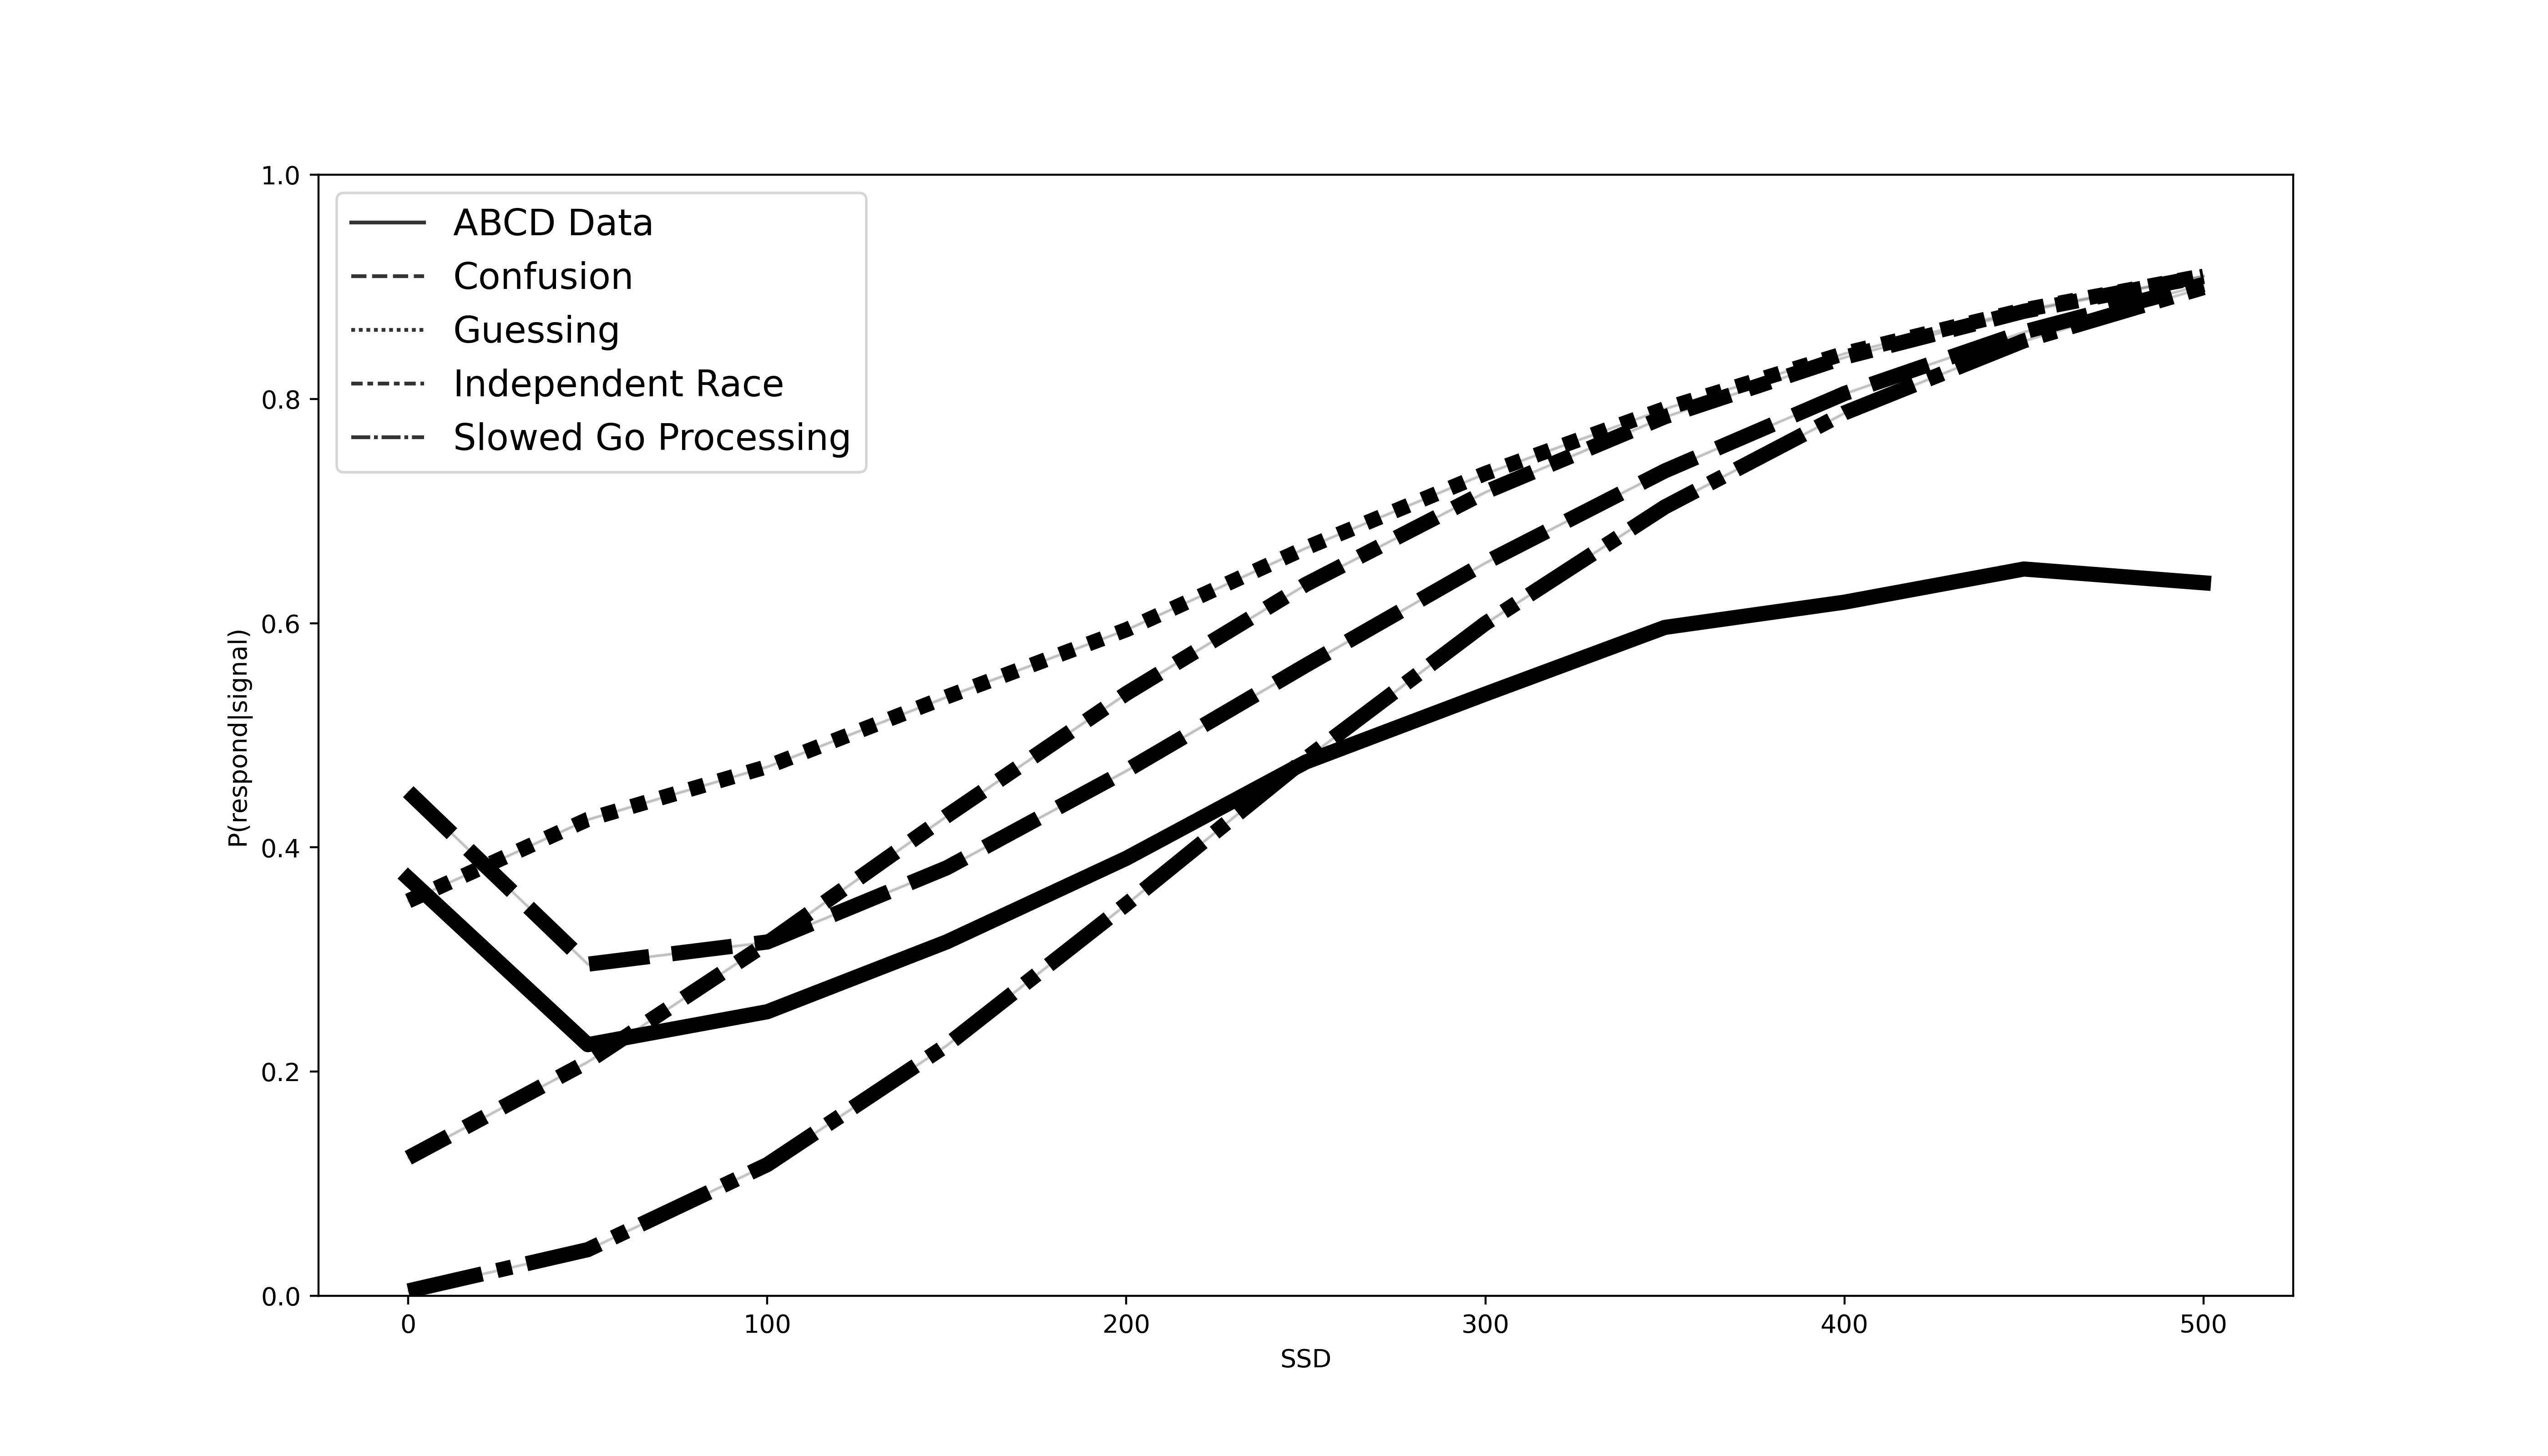 1.0
0.8
0.6
0.4
0.2
0.0
P(respond|signal)
ABCD Data
Confusion
Guessing
Independent Race
Slowed Go Processing
0 100 200 300 400 500
SSD